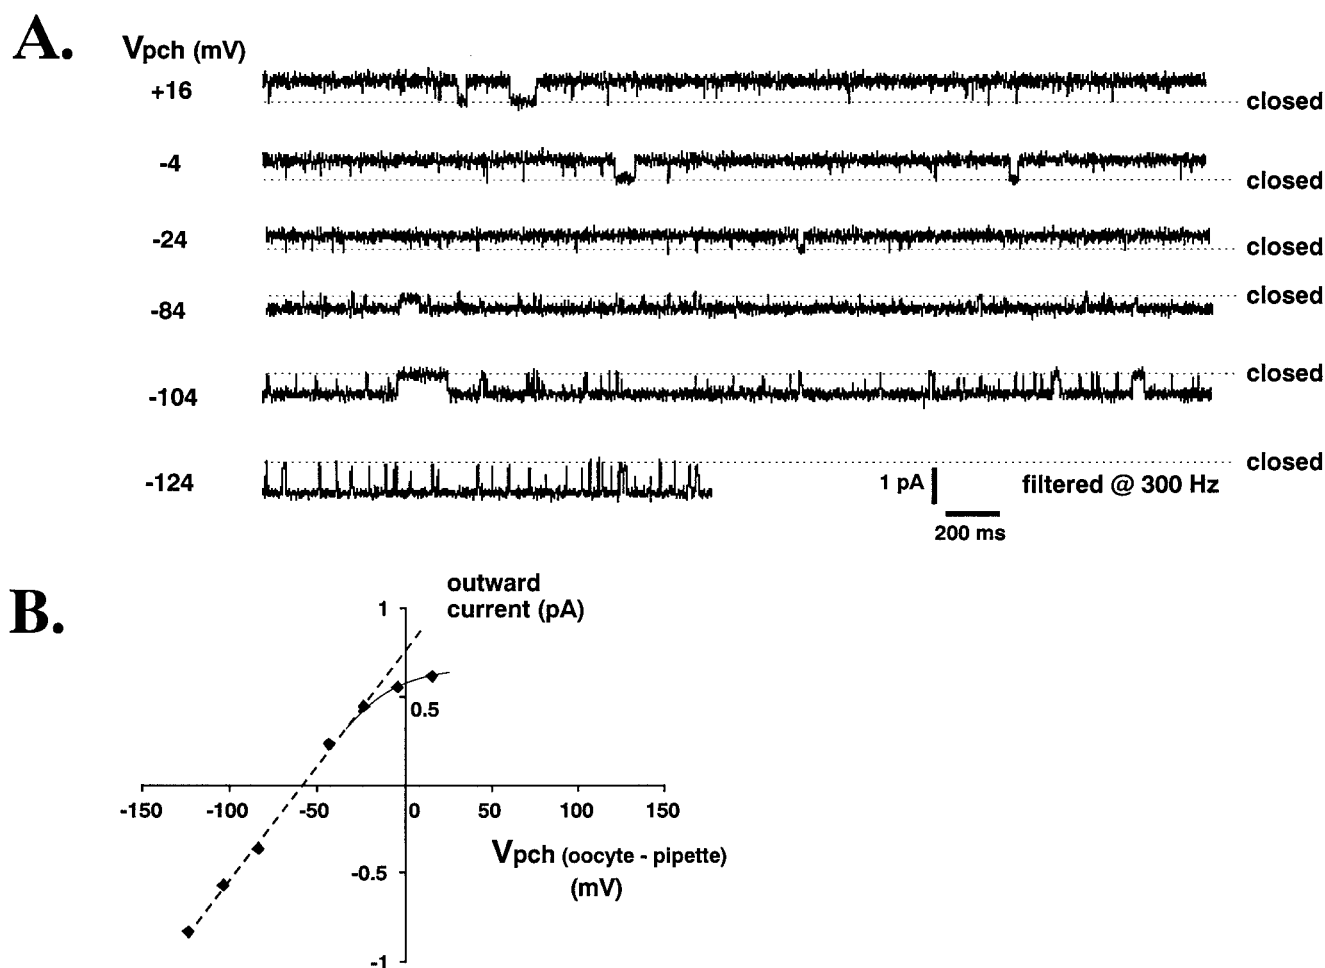 A.
Vpch (mV)
+16
closed
-4
closed
-24
closed
-84
closed
-104
closed
-124
closed
1 pA
filtered @ 300 Hz
200 ms
B.
outward
current (pA)
1
0.5
-150 -100 -50 0 50 100 150
Vpch (oocyte - pipette)
(mV)
-0.5
-1